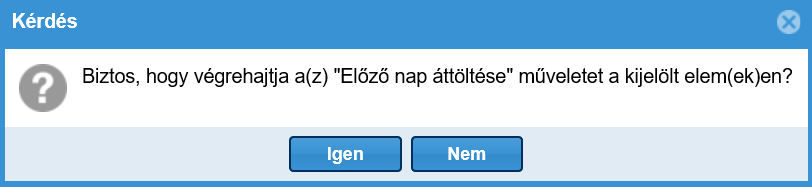 Kérdés
Biztos, hogy végrehajtja a(z) "Előző nap áttöltése" műveletet a kijelölt elem(ek)en?
Igen
Nem